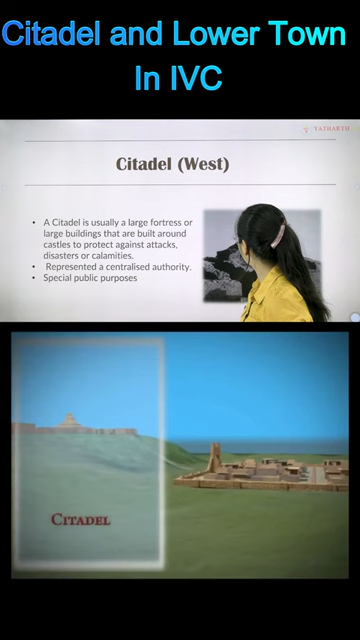 Citadel and Lower Town
In IVC
YATHARTH
Citadel (West)
• A Citadel is usually a large fortress or
large buildings that are built around
castles to protect against attacks,
disasters or calamities.
• Represented a centralised authority.
• Special public purposes
CITADEL